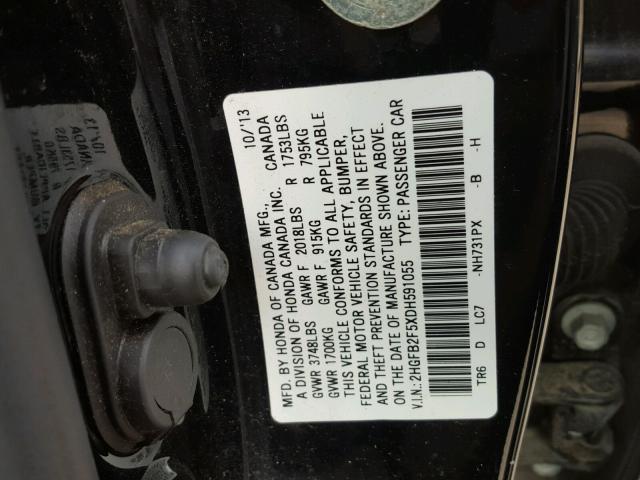 MFD. BY HONDA OF CANADA MFG., 10/'13
A DIVISION OF HONDA CANADA INC. CANADA
GVWR 3748LBS GAWR F 2018LBS R 1753LBS
GVWR 1700KG GAWR F 915KG R 793KG
THIS VEHICLE CONFORMS TO ALL APPLICABLE
FEDERAL MOTOR VEHICLE SAFETY, BUMPER,
AND THEFT PREVENTION STANDARDS IN EFFECT
ON THE DATE OF MANUFACTURE SHOWN ABOVE.
V.I.N.: 2HGFB2F5XDH591055 TYPE: PASSENGER CAR
TR6 D LC7 -NH731PX -B -H